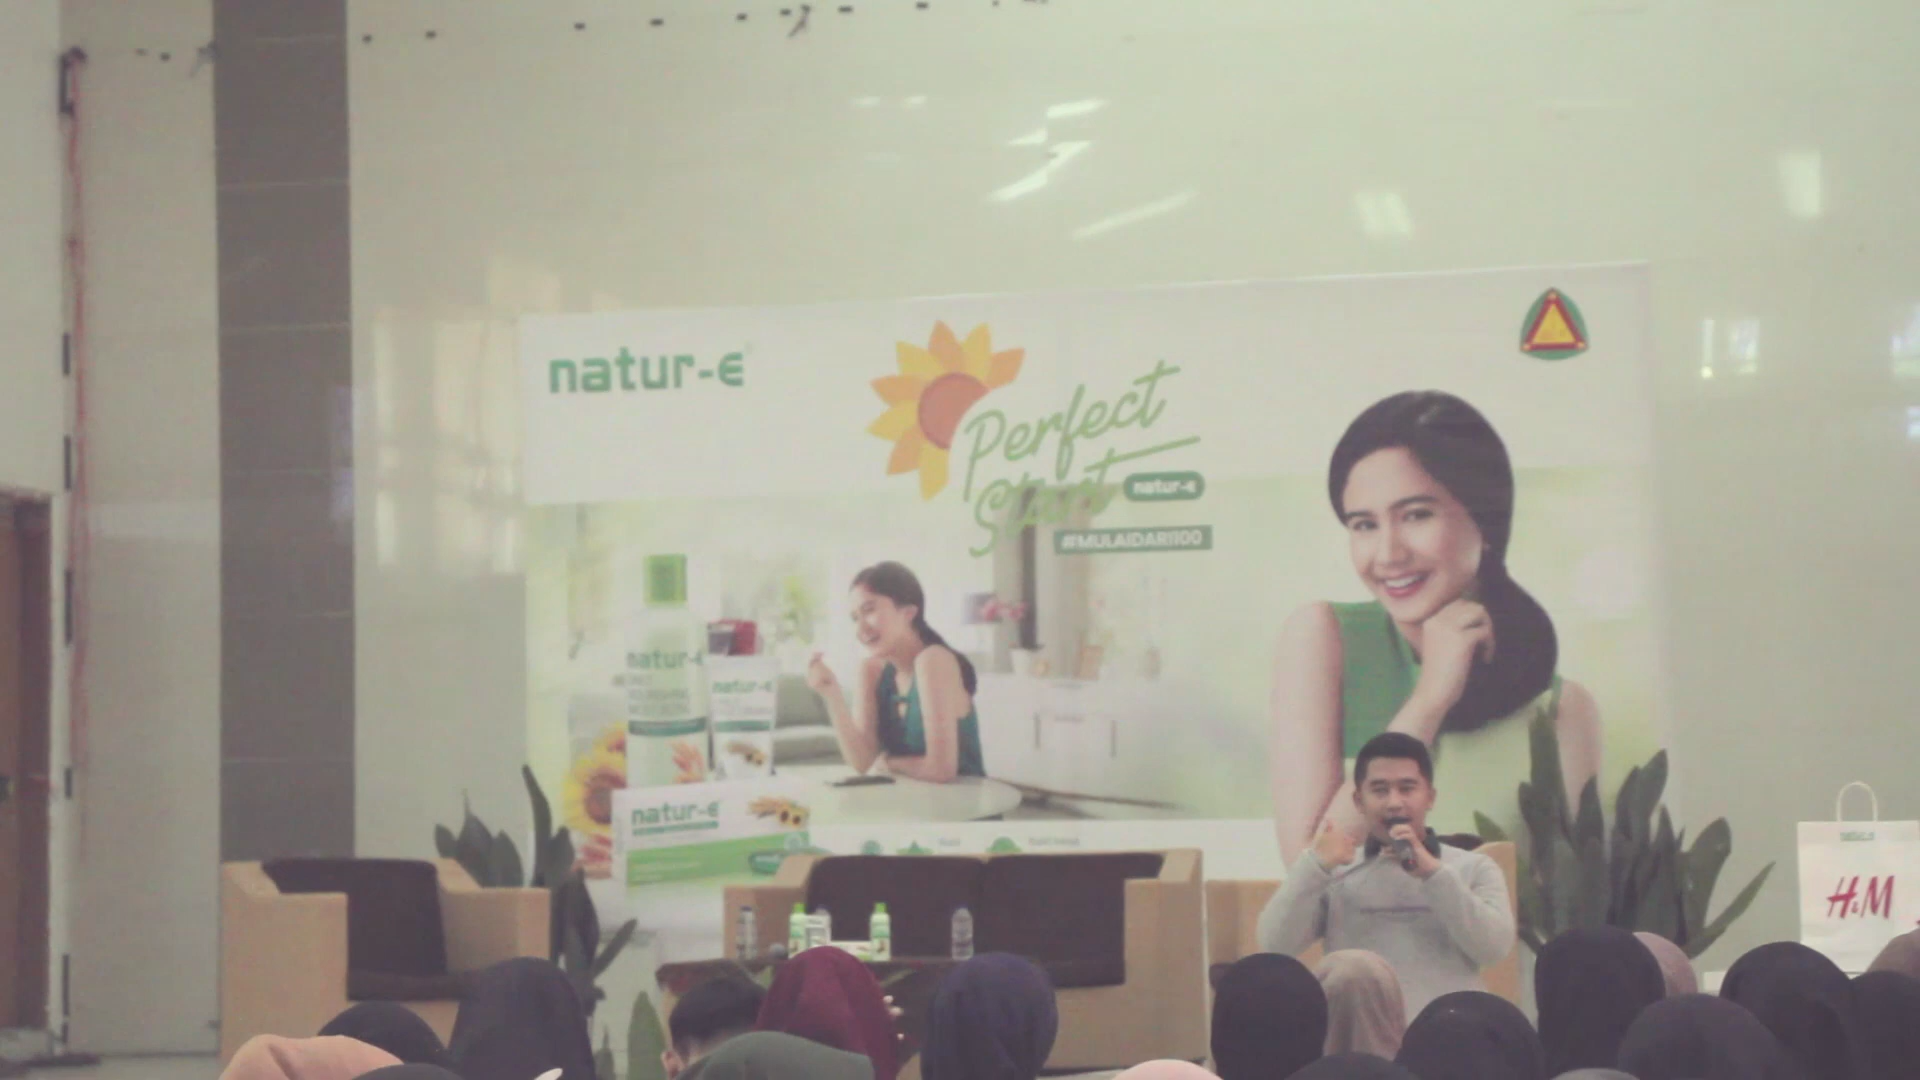 natur-e
Perfect
Start
natur-e
#MULAIDARI100
natur-e
natur-e
natur-e
H&M